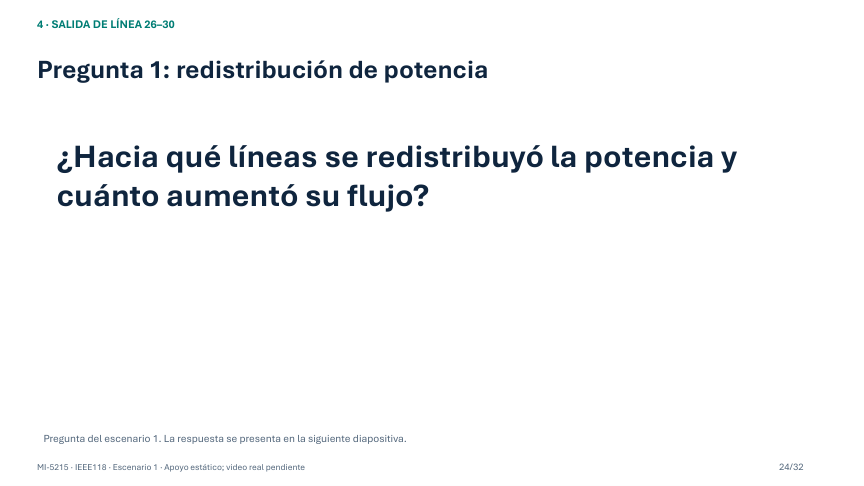 4 · SALIDA DE LÍNEA 26–30
Pregunta 1: redistribución de potencia
¿Hacia qué líneas se redistribuyó la potencia y
cuánto aumentó su flujo?
Pregunta del escenario 1. La respuesta se presenta en la siguiente diapositiva.
MI-5215 · IEEE118 · Escenario 1 · Apoyo estático; video real pendiente
24/32